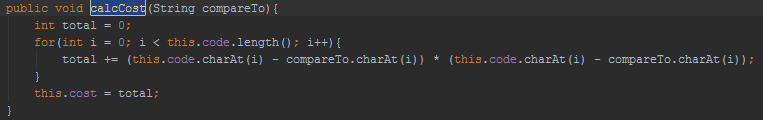 public void calcCost(String compareTo){
    int total = 0;
    for(int i = 0; i < this.code.length(); i++){
        total += (this.code.charAt(i) - compareTo.charAt(i)) * (this.code.charAt(i) - compareTo.charAt(i));
    }
    this.cost = total;
}